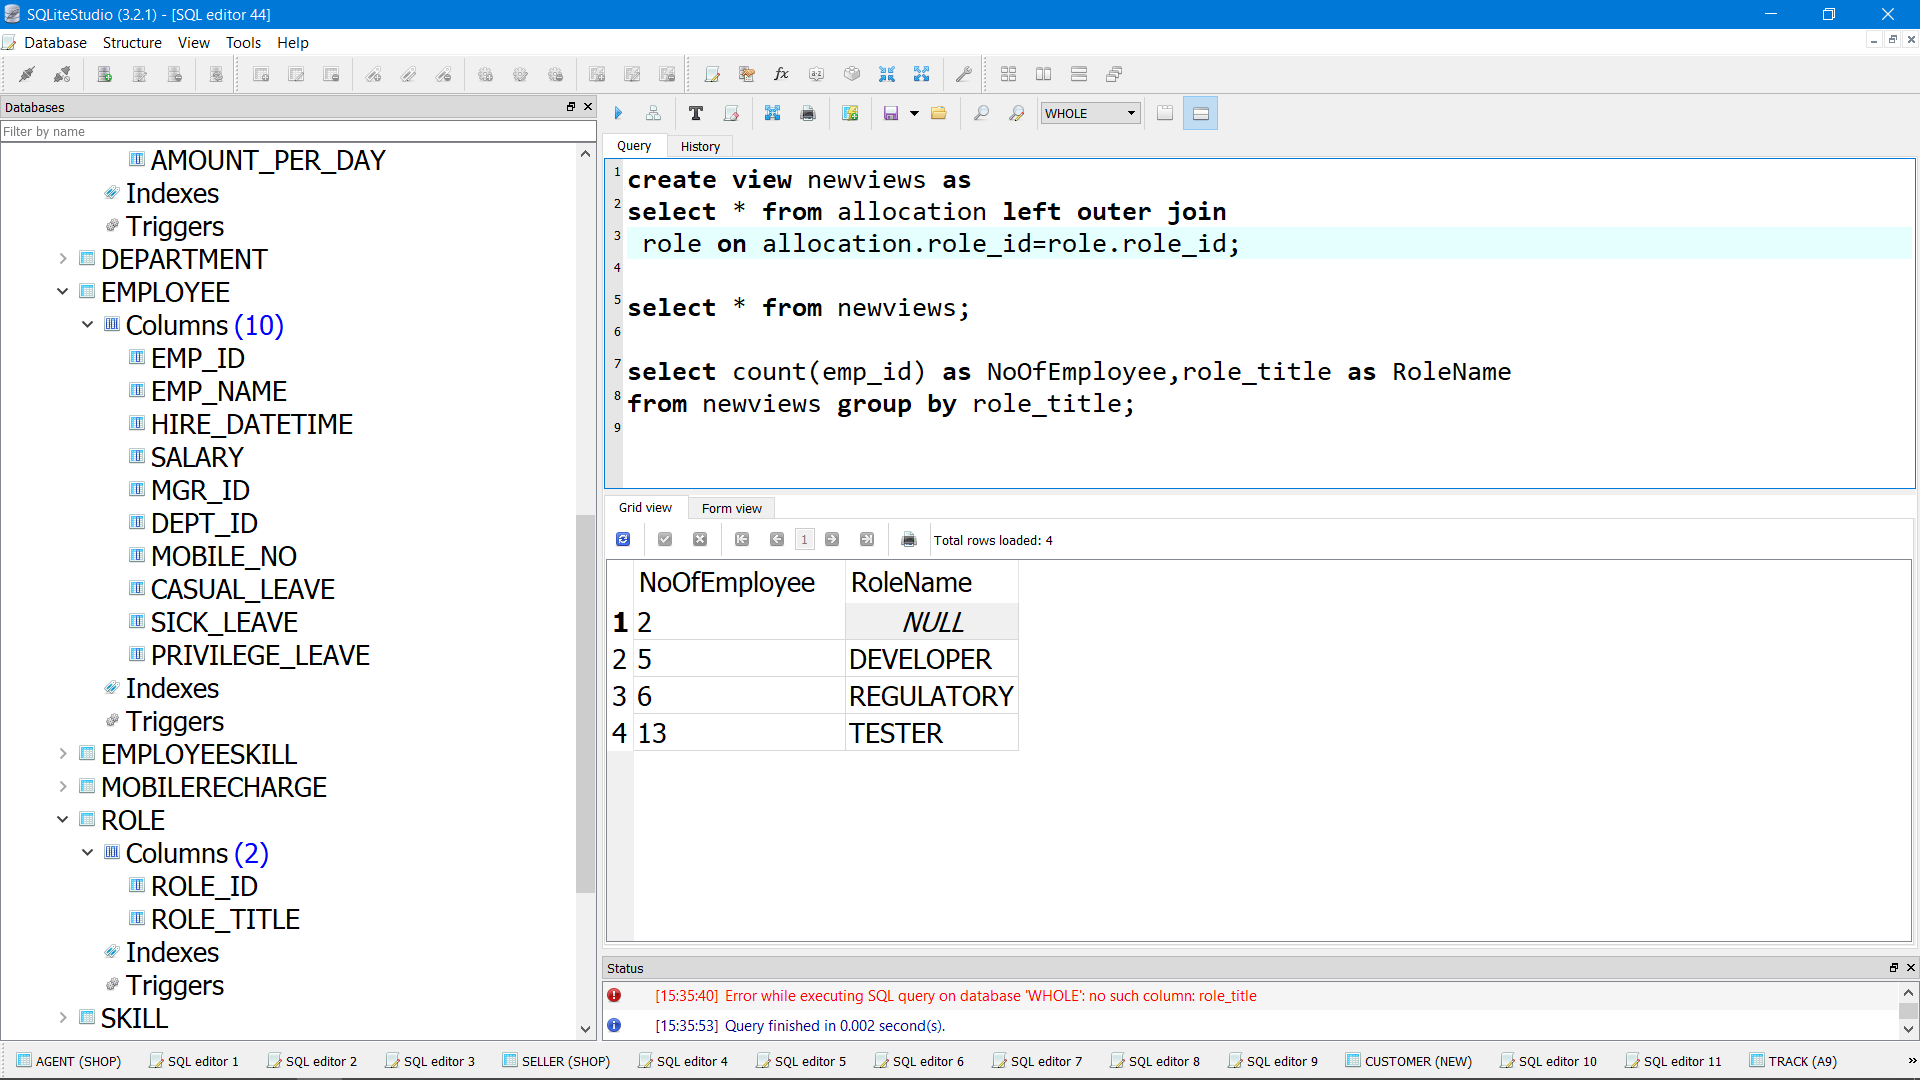 SQLiteStudio (3.2.1) - [SQL editor 44]
Database Structure View Tools Help
Databases
Filter by name
AMOUNT_PER_DAY
Indexes
Triggers
DEPARTMENT
EMPLOYEE
Columns (10)
EMP_ID
EMP_NAME
HIRE_DATETIME
SALARY
MGR_ID
DEPT_ID
MOBILE_NO
CASUAL_LEAVE
SICK_LEAVE
PRIVILEGE_LEAVE
Indexes
Triggers
EMPLOYEESKILL
MOBILERECHARGE
ROLE
Columns (2)
ROLE_ID
ROLE_TITLE
Indexes
Triggers
SKILL
WHOLE
Query History
1 create view newviews as
2 select * from allocation left outer join
3 role on allocation.role_id=role.role_id;
4
5 select * from newviews;
6
7 select count(emp_id) as NoOfEmployee,role_title as RoleName
8 from newviews group by role_title;
9
Grid view Form view
1 Total rows loaded: 4
NoOfEmployee RoleName
1 2 NULL
2 5 DEVELOPER
3 6 REGULATORY
4 13 TESTER
Status
[15:35:40] Error while executing SQL query on database 'WHOLE': no such column: role_title
[15:35:53] Query finished in 0.002 second(s).
AGENT (SHOP) SQL editor 1 SQL editor 2 SQL editor 3 SELLER (SHOP) SQL editor 4 SQL editor 5 SQL editor 6 SQL editor 7 SQL editor 8 SQL editor 9 CUSTOMER (NEW) SQL editor 10 SQL editor 11 TRACK (A9) »